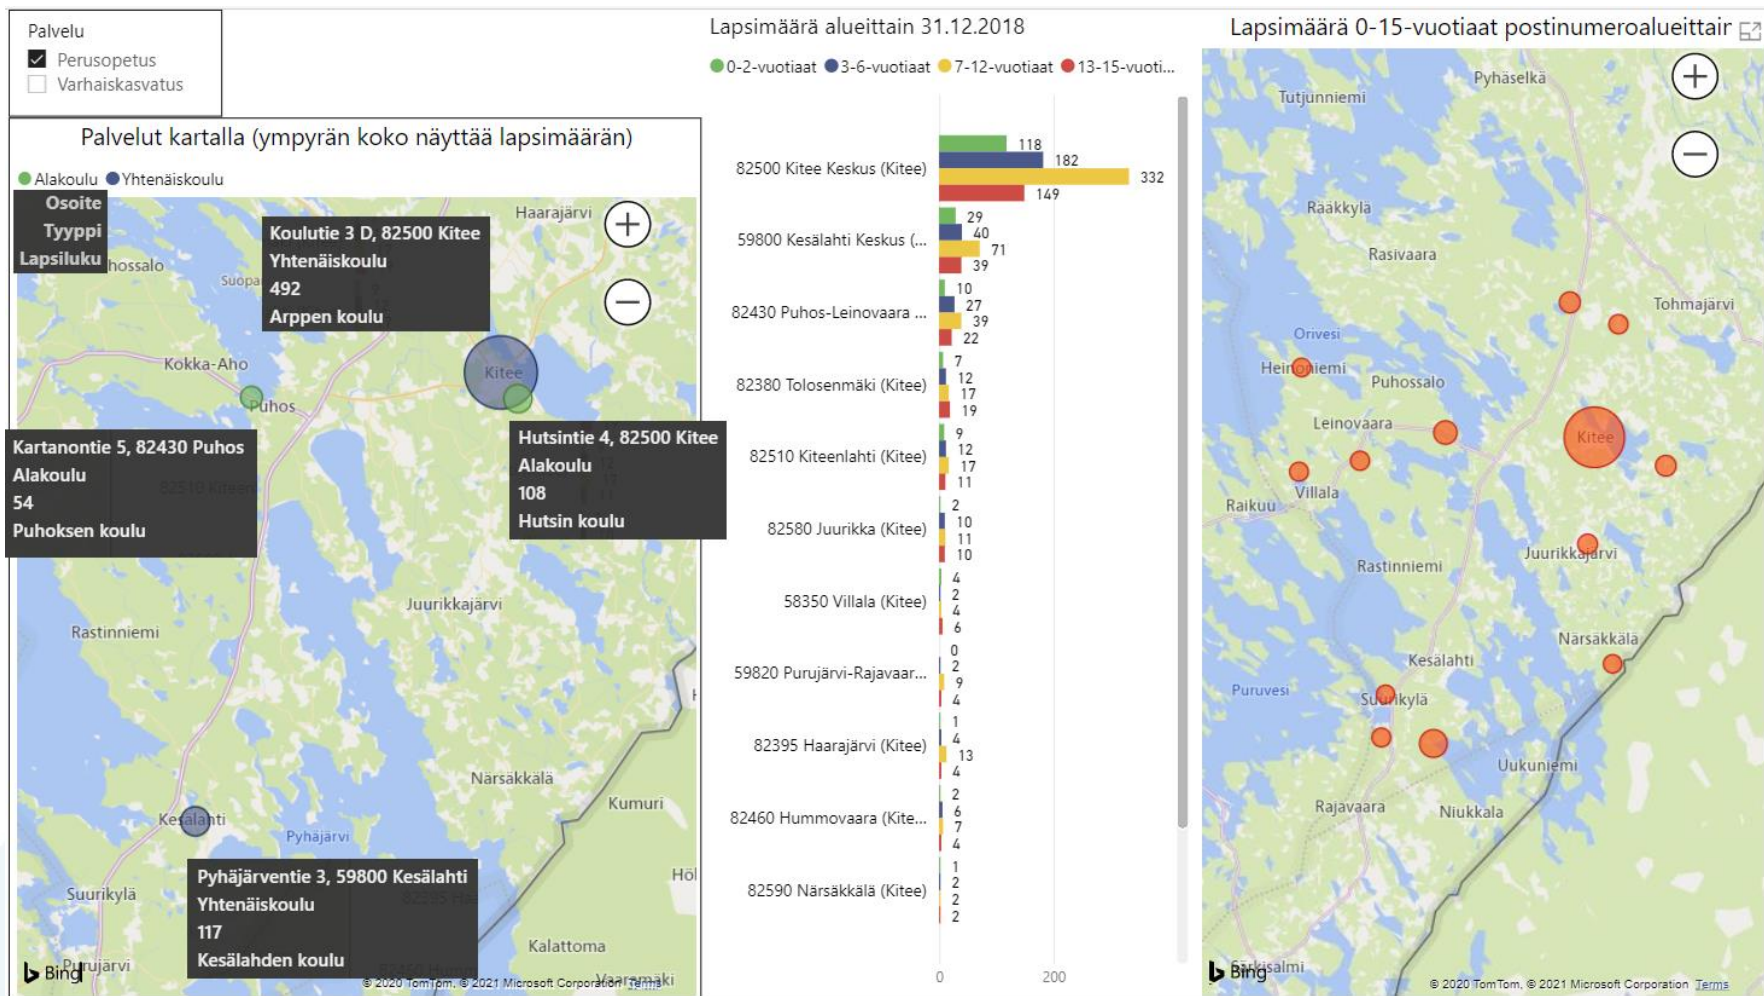 Palvelu
Perusopetus
Varhaiskasvatus
Palvelut kartalla (ympyrän koko näyttää lapsimäärän)
Alakoulu Yhtenäiskoulu
Osoite
Tyyppi
Lapsiluku
Haarajärvi
Koulutie 3 D, 82500 Kitee
Yhtenäiskoulu
492
Arppen koulu
Kokka-Aho
Kitee
Puhos
Kartanontie 5, 82430 Puhos
Alakoulu
54
Puhoksen koulu
Hutsintie 4, 82500 Kitee
Alakoulu
108
Hutsin koulu
Juurikkajärvi
Rastinniemi
Närsäkkälä
Kumuri
Kesälahti
Pyhäjärvi
Pyhäjärventie 3, 59800 Kesälahti
Yhtenäiskoulu
117
Kesälahden koulu
Suurikylä
Kalattoma
Vaaramäki
Bing
© 2020 TomTom, © 2021 Microsoft Corporation Terms
Lapsimäärä alueittain 31.12.2018
0-2-vuotiaat 3-6-vuotiaat 7-12-vuotiaat 13-15-vuoti...
82500 Kitee Keskus (Kitee)
118
182
332
149
59800 Kesälahti Keskus (...
29
40
71
39
82430 Puhos-Leinovaara ...
10
27
39
22
82380 Tolosenmäki (Kitee)
7
12
17
19
82510 Kiteenlahti (Kitee)
9
12
17
11
82580 Juurikka (Kitee)
2
10
11
10
58350 Villala (Kitee)
4
2
4
6
59820 Purujärvi-Rajavaar...
0
2
9
4
82395 Haarajärvi (Kitee)
1
4
13
4
82460 Hummovaara (Kite...
2
6
7
4
82590 Närsäkkälä (Kitee)
1
2
2
2
0 200
Lapsimäärä 0-15-vuotiaat postinumeroalueittain
Pyhäselkä
Tutjunniemi
Rääkkylä
Rasivaara
Tohmajärvi
Orivesi
Heinoniemi
Puhossalo
Leinovaara
Kitee
Villala
Raikuu
Juurikkajärvi
Rastinniemi
Närsäkkälä
Kesälahti
Puruvesi
Suurikylä
Uukuniemi
Rajavaara
Niukkala
Särkisalmi
Bing
© 2020 TomTom, © 2021 Microsoft Corporation Terms